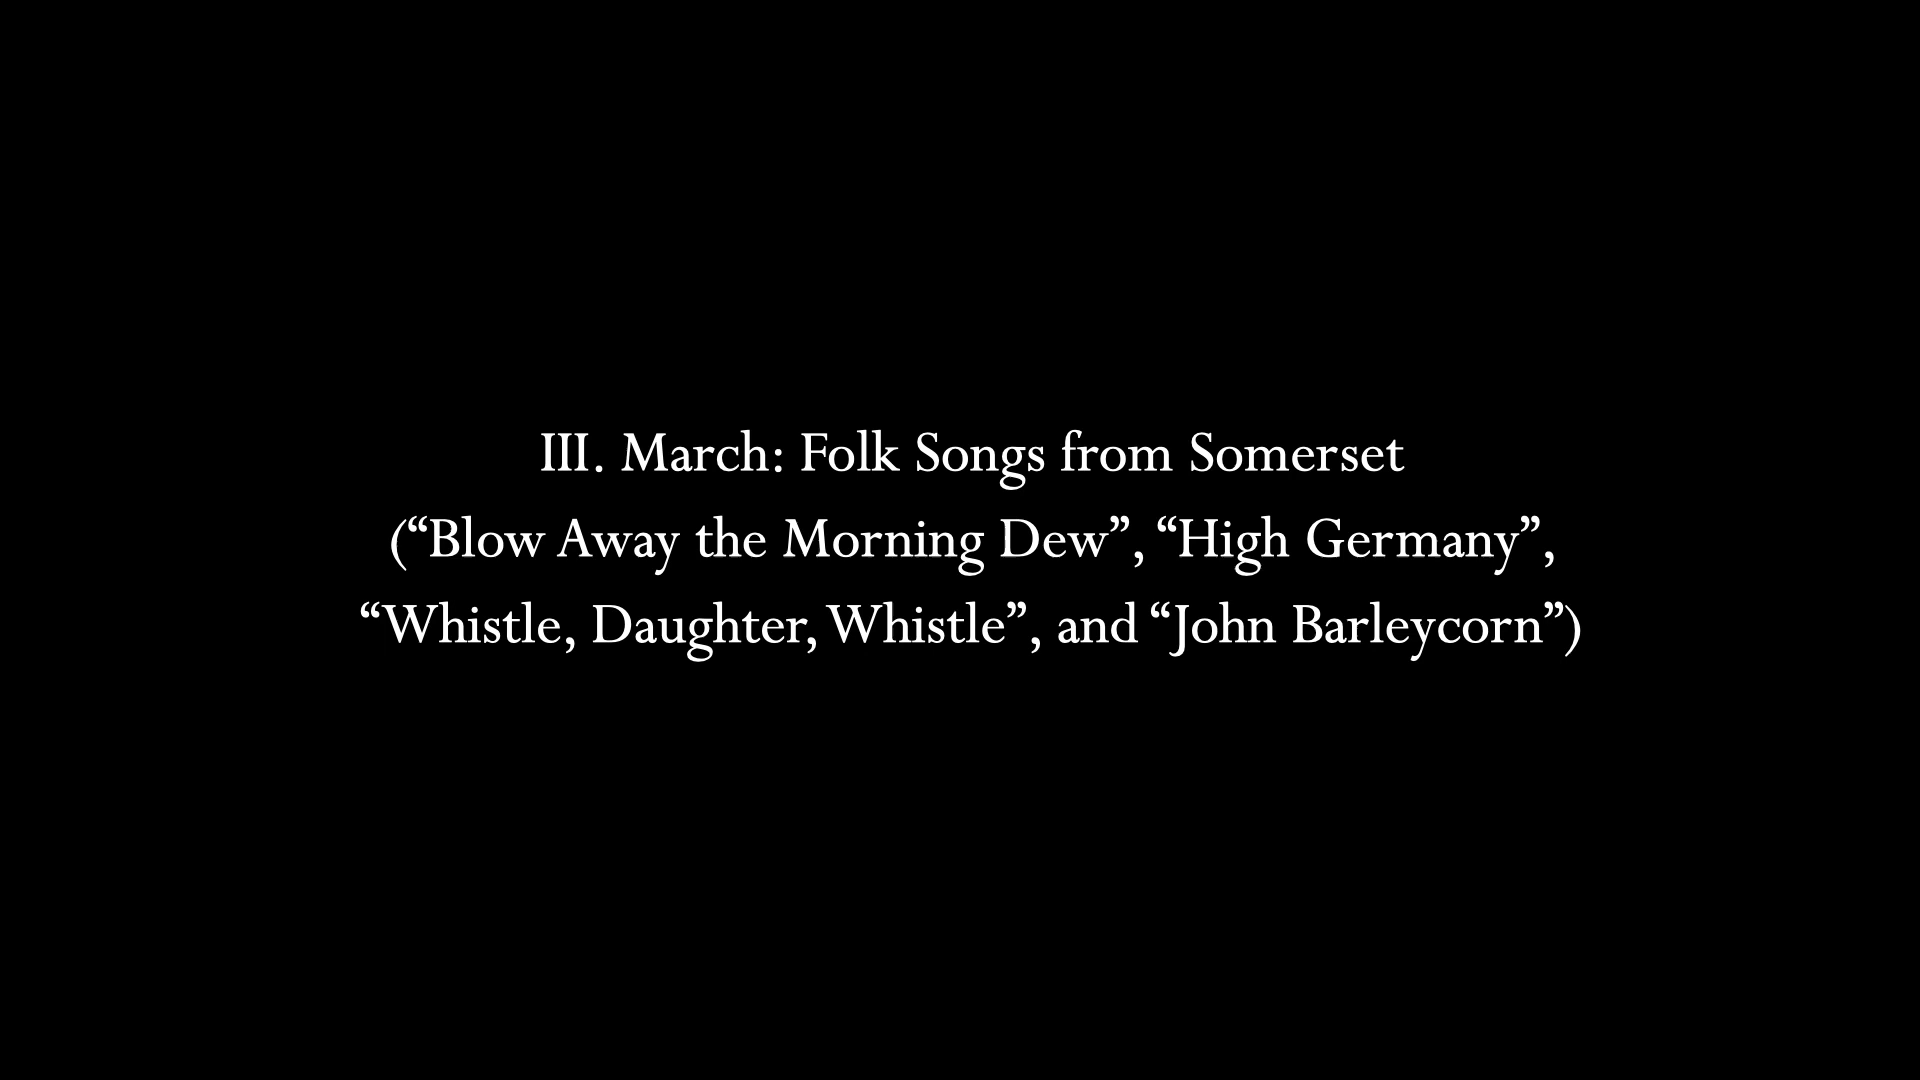 III. March: Folk Songs from Somerset
(“Blow Away the Morning Dew”, “High Germany”,
“Whistle, Daughter, Whistle”, and “John Barleycorn”)